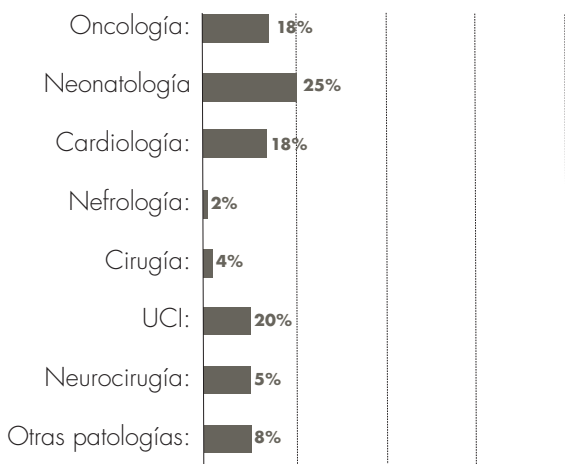 Oncología: 18%
Neonatología 25%
Cardiología: 18%
Nefrología: 2%
Cirugía: 4%
UCI: 20%
Neurocirugía: 5%
Otras patologías: 8%